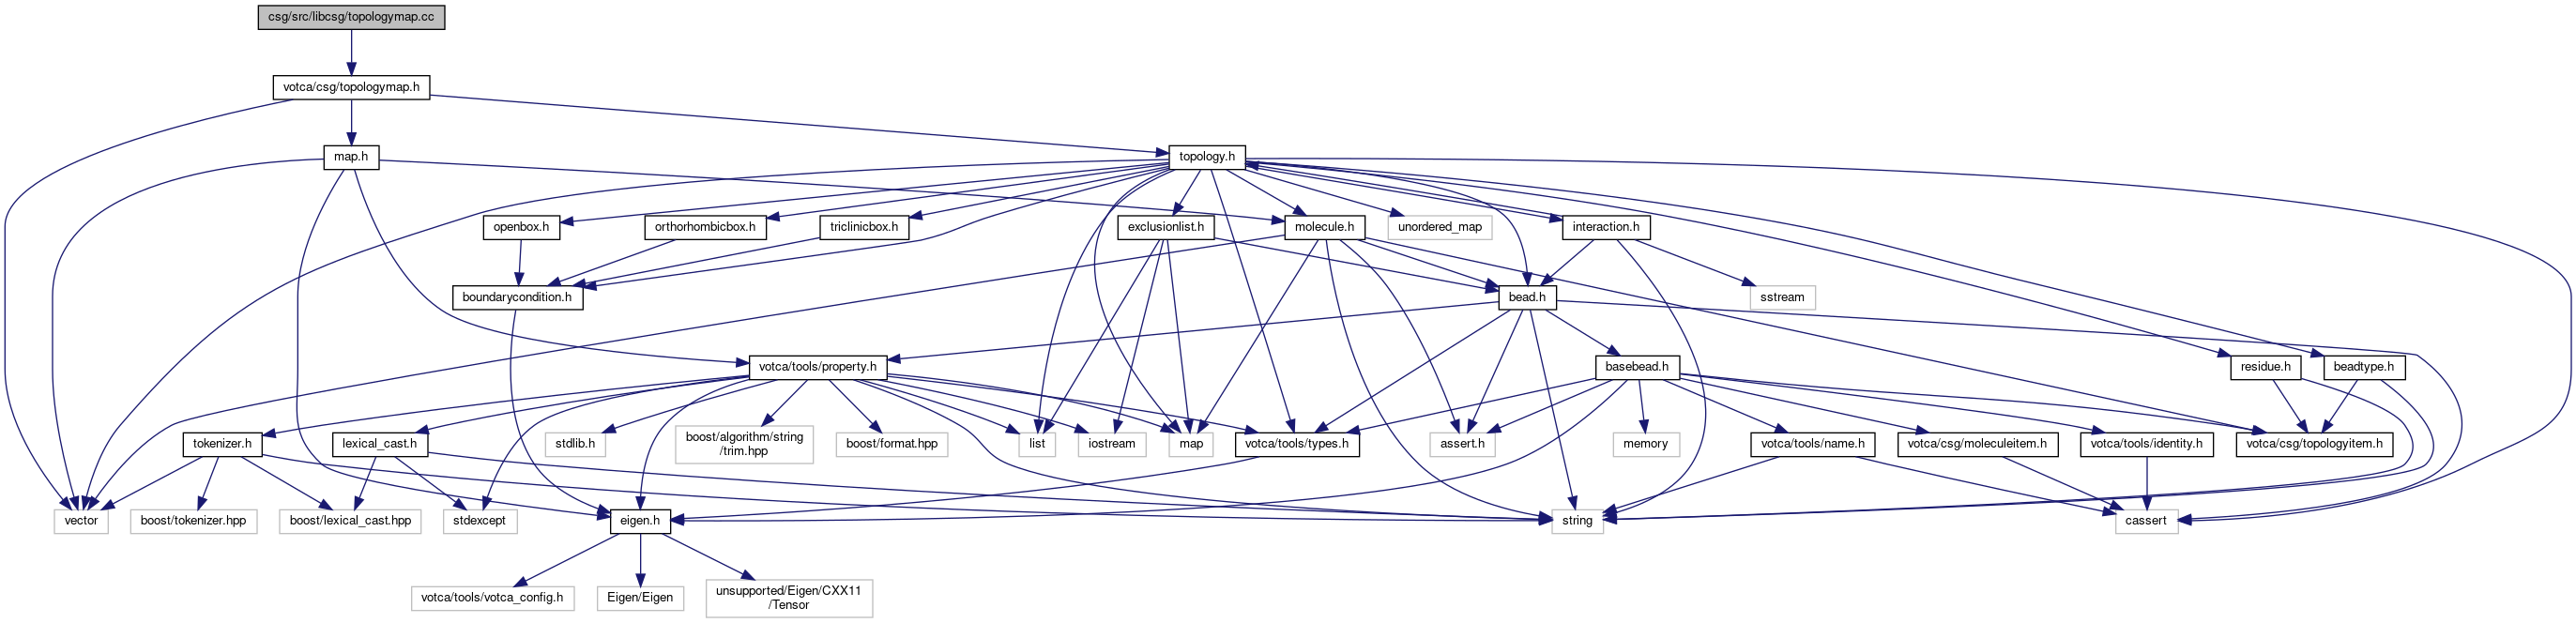 csg/src/libcsg/topologymap.cc
votca/csg/topologymap.h
map.h
topology.h
openbox.h
orthorhombicbox.h
triclinicbox.h
exclusionlist.h
molecule.h
unordered_map
interaction.h
boundarycondition.h
bead.h
sstream
votca/tools/property.h
basebead.h
residue.h
beadtype.h
tokenizer.h
lexical_cast.h
stdlib.h
boost/algorithm/string
/trim.hpp
boost/format.hpp
list
iostream
map
votca/tools/types.h
assert.h
memory
votca/tools/name.h
votca/csg/moleculeitem.h
votca/tools/identity.h
votca/csg/topologyitem.h
vector
boost/tokenizer.hpp
boost/lexical_cast.hpp
stdexcept
eigen.h
string
cassert
votca/tools/votca_config.h
Eigen/Eigen
unsupported/Eigen/CXX11
/Tensor